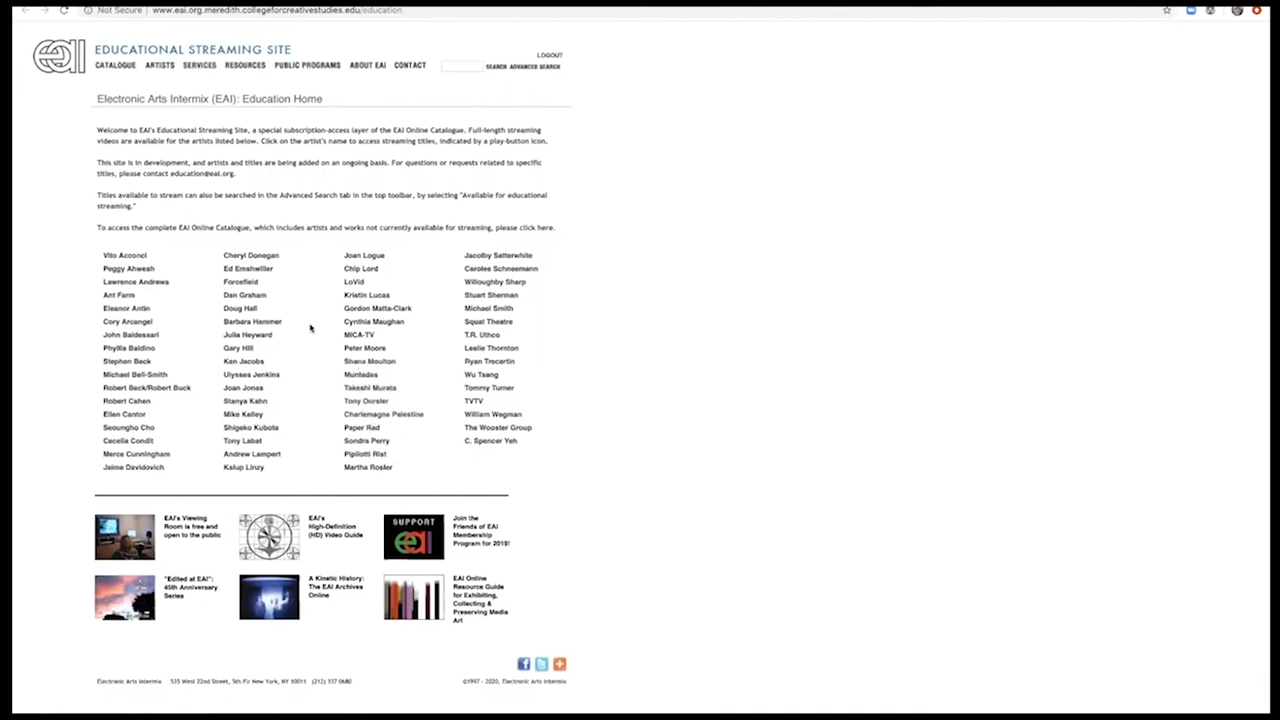 Not Secure | www.eai.org.meredith.collegeforcreativestudies.edu/education
eai
EDUCATIONAL STREAMING SITE
LOGOUT
CATALOGUE ARTISTS SERVICES RESOURCES PUBLIC PROGRAMS ABOUT EAI CONTACT SEARCH ADVANCED SEARCH
Electronic Arts Intermix (EAI): Education Home
Welcome to EAI's Educational Streaming Site, a special subscription-access layer of the EAI Online Catalogue. Full-length streaming
videos are available for the artists listed below. Click on the artist's name to access streaming titles, indicated by a play-button icon.
This site is in development, and artists and titles are being added on an ongoing basis. For questions or requests related to specific
titles, please contact education@eai.org.
Titles available to stream can also be searched in the Advanced Search tab in the top toolbar, by selecting "Available for educational
streaming."
To access the complete EAI Online Catalogue, which includes artists and works not currently available for streaming, please click here.
Vito Acconci
Peggy Ahwesh
Lawrence Andrews
Ant Farm
Eleanor Antin
Cory Arcangel
John Baldessari
Phyllis Baldino
Stephen Beck
Michael Bell-Smith
Robert Beck/Robert Buck
Robert Cahen
Ellen Cantor
Seoungho Cho
Cecelia Condit
Merce Cunningham
Jaime Davidovich
Cheryl Donegan
Ed Emshwiller
Forcefield
Dan Graham
Doug Hall
Barbara Hammer
Julia Heyward
Gary Hill
Ken Jacobs
Ulysses Jenkins
Joan Jonas
Stanya Kahn
Mike Kelley
Shigeko Kubota
Tony Labat
Andrew Lampert
Kalup Linzy
Joan Logue
Chip Lord
LoVid
Kristin Lucas
Gordon Matta-Clark
Cynthia Maughan
MICA-TV
Peter Moore
Shana Moulton
Muntadas
Takeshi Murata
Tony Oursler
Charlemagne Palestine
Paper Rad
Sondra Perry
Pipilotti Rist
Martha Rosler
Jacolby Satterwhite
Carolee Schneemann
Willoughby Sharp
Stuart Sherman
Michael Smith
Squat Theatre
T.R. Uthco
Leslie Thornton
Ryan Trecartin
Wu Tsang
Tommy Turner
TVTV
William Wegman
The Wooster Group
C. Spencer Yeh
EAI's Viewing
Room is free and
open to the public
EAI's
High-Definition
(HD) Video Guide
SUPPORT
eai
Join the
Friends of EAI
Membership
Program for 2019!
"Edited at EAI":
45th Anniversary
Series
A Kinetic History:
The EAI Archives
Online
EAI Online
Resource Guide
for Exhibiting,
Collecting &
Preserving Media
Art
Electronic Arts Intermix 535 West 22nd Street, 5th Flr New York, NY 10011 (212) 337 0680
©1997 - 2020, Electronic Arts Intermix